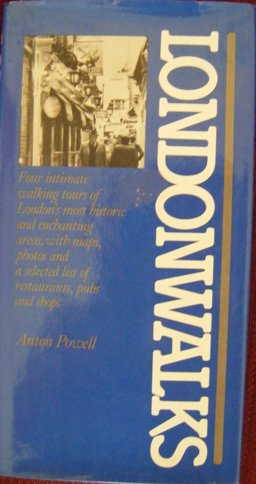 LONDONWALKS
Four intimate
walking tours of
London's most historic
and enchanting
areas, with maps,
photos and
a selected list of
restaurants, pubs
and shops
Anton Powell